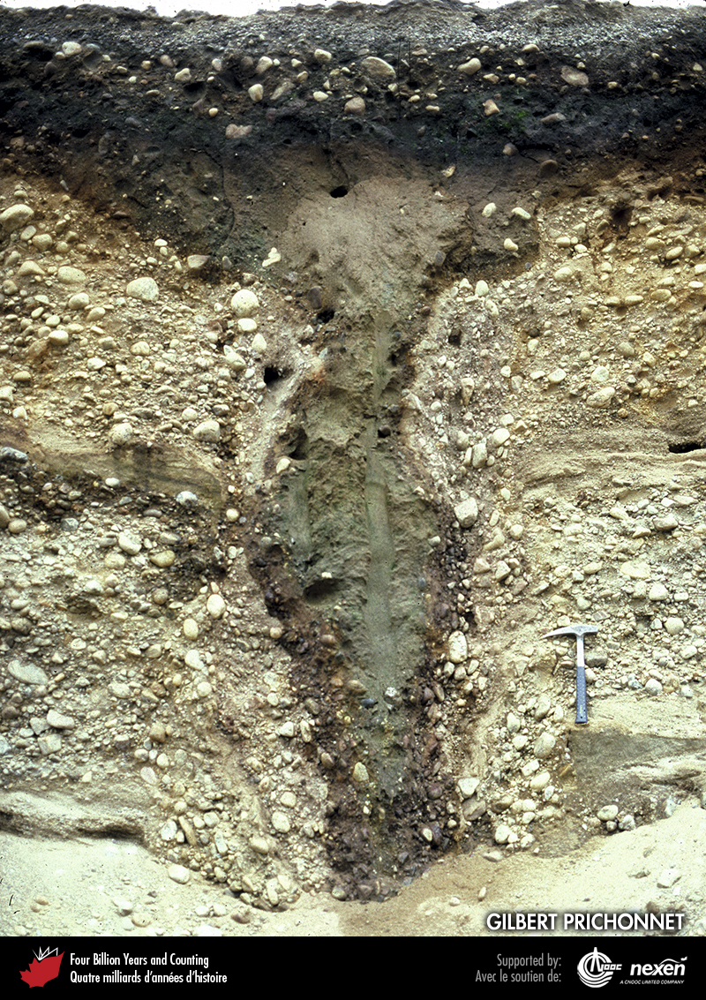 GILBERT PRICHONNET
Four Billion Years and Counting
Quatre milliards d'années d'histoire
Supported by:
Avec le soutien de:
CNOOC nexen
A CNOOC LIMITED COMPANY